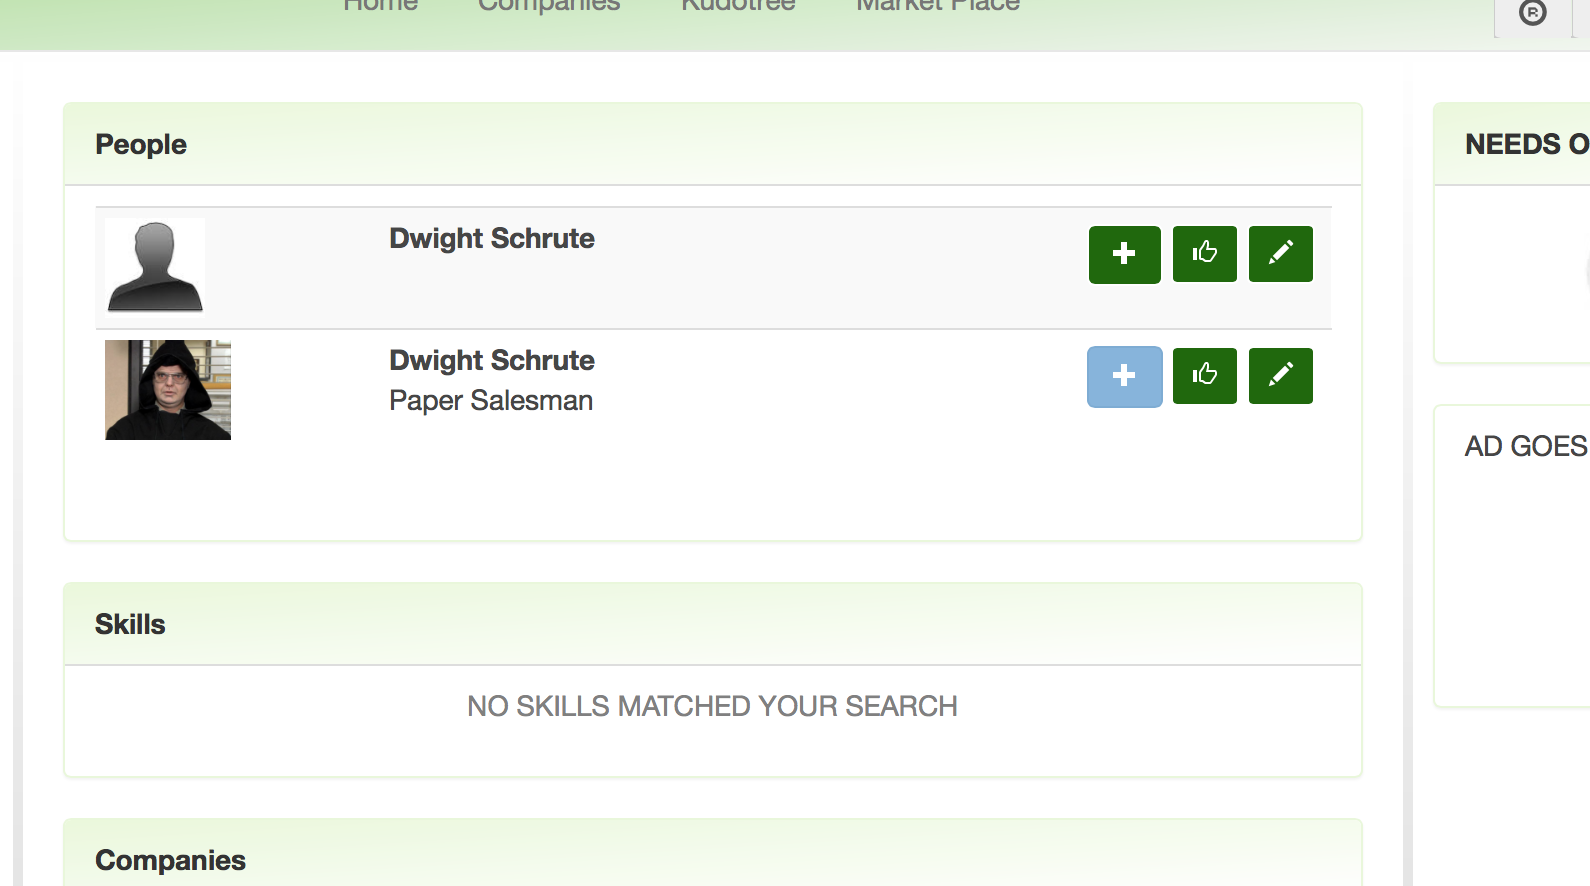 Home Companies Kudotree Market Place
®
People
NEEDS O
Dwight Schrute
Dwight Schrute
Paper Salesman
AD GOES
Skills
NO SKILLS MATCHED YOUR SEARCH
Companies